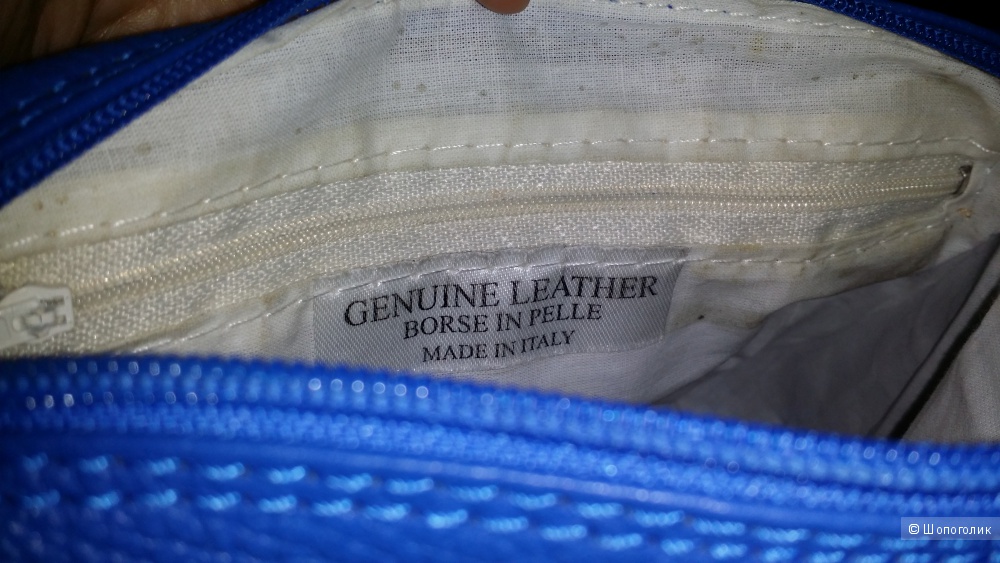 GENUINE LEATHER
BORSE IN PELLE
MADE IN ITALY
© Шопоголик